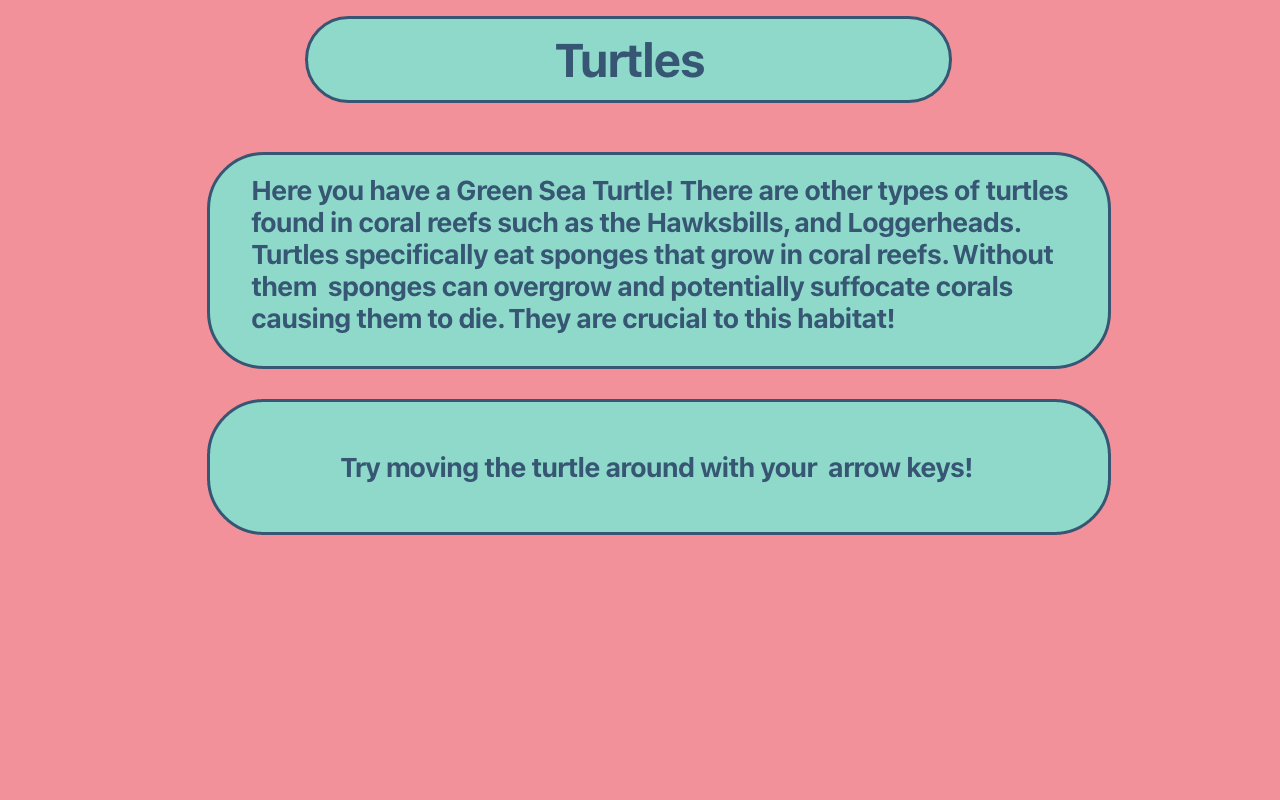 Turtles
Here you have a Green Sea Turtle! There are other types of turtles
found in coral reefs such as the Hawksbills, and Loggerheads.
Turtles specifically eat sponges that grow in coral reefs. Without
them  sponges can overgrow and potentially suffocate corals
causing them to die. They are crucial to this habitat!
Try moving the turtle around with your  arrow keys!